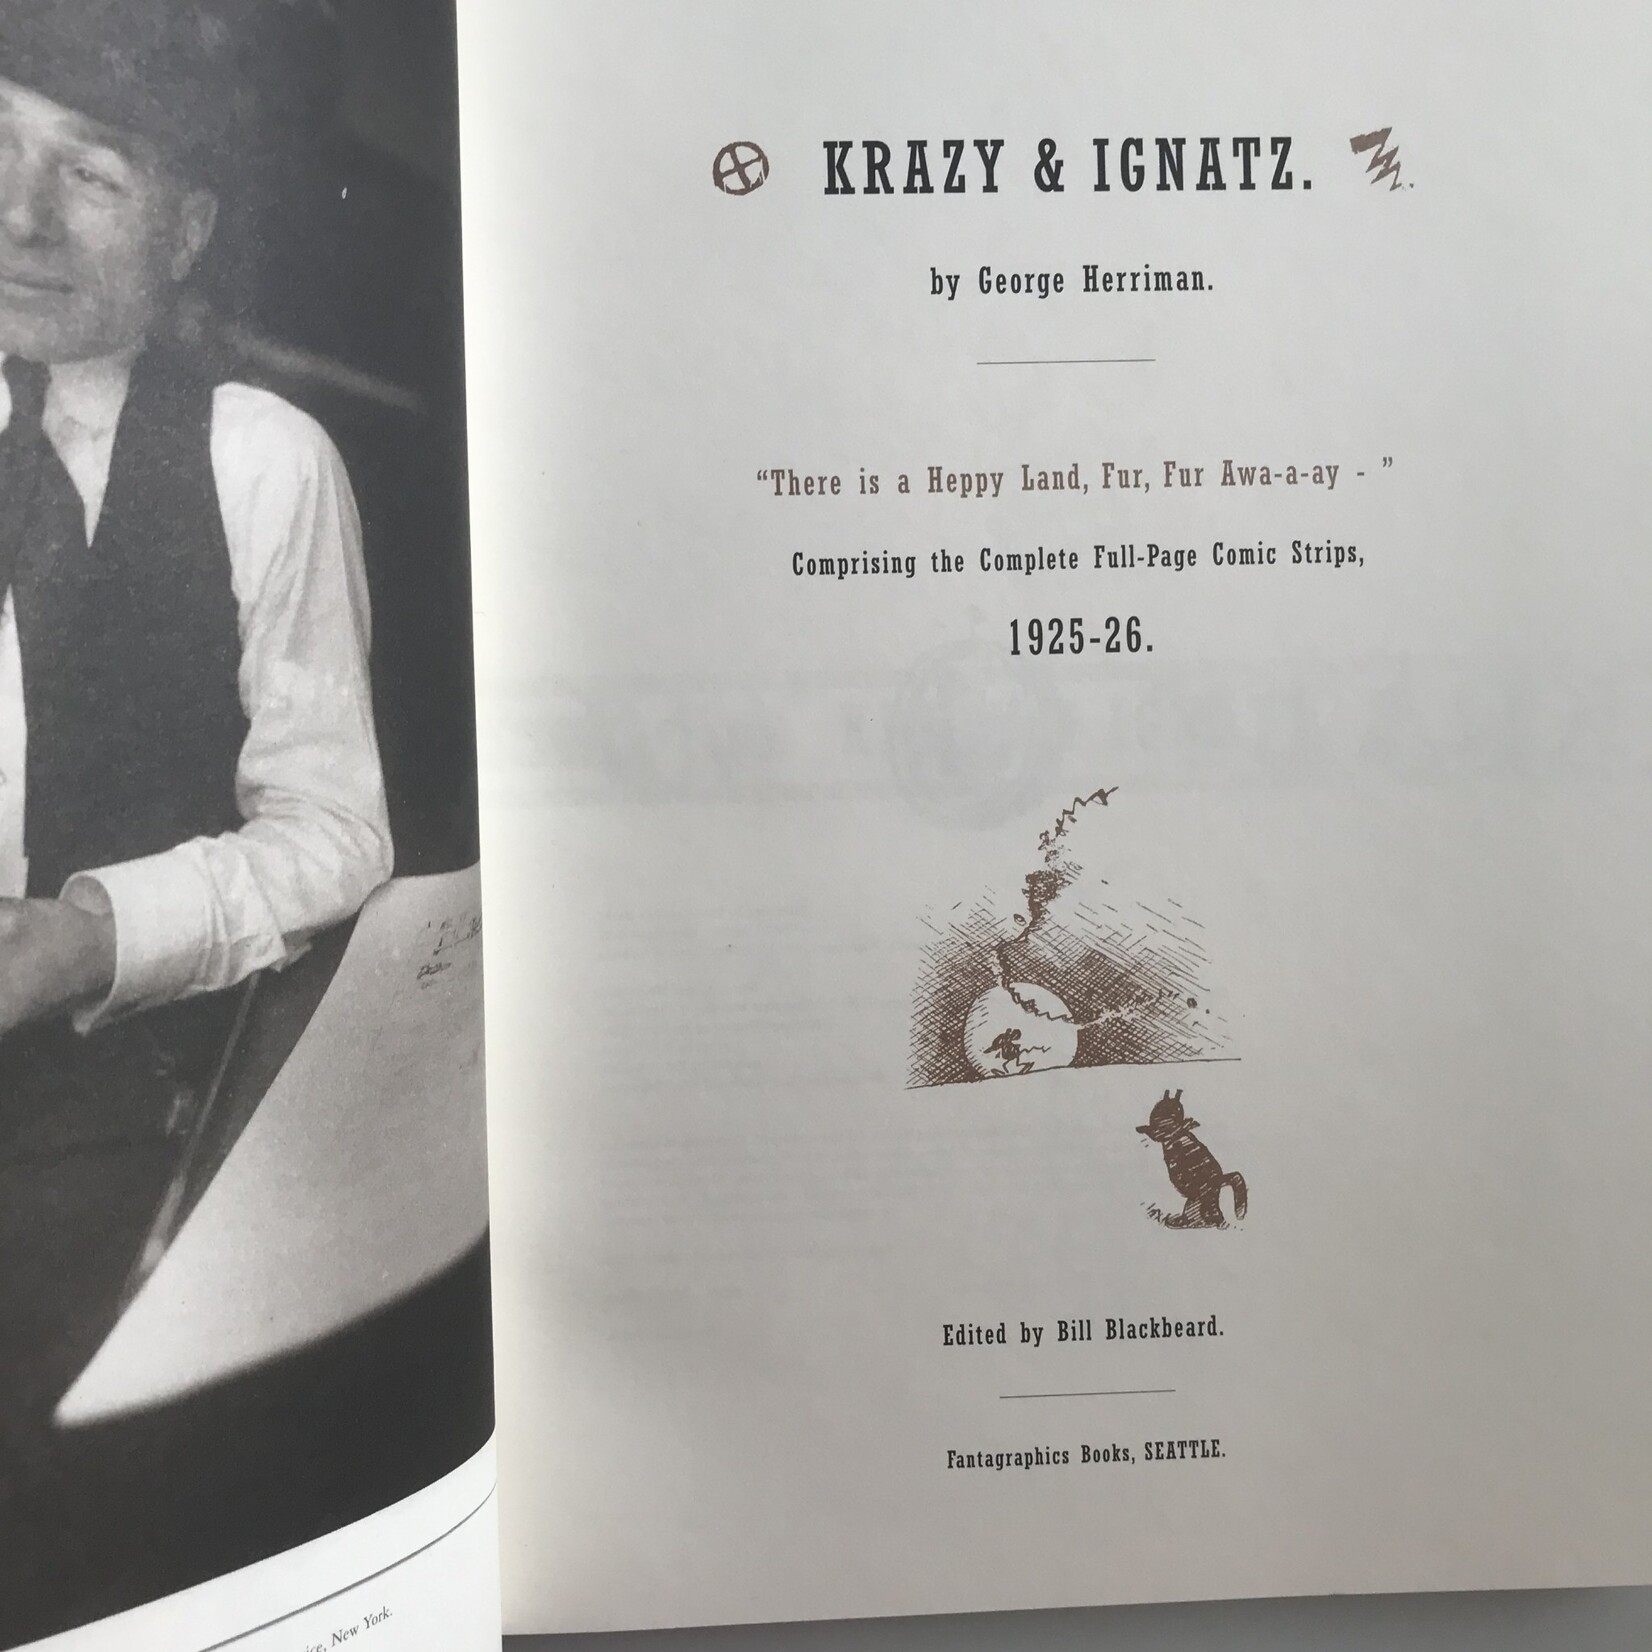 KRAZY & IGNATZ.
by George Herriman.
“There is a Heppy Land, Fur, Fur Awa-a-ay - ”
Comprising the Complete Full-Page Comic Strips,
1925-26.
Edited by Bill Blackbeard.
Fantagraphics Books, SEATTLE.
New York.